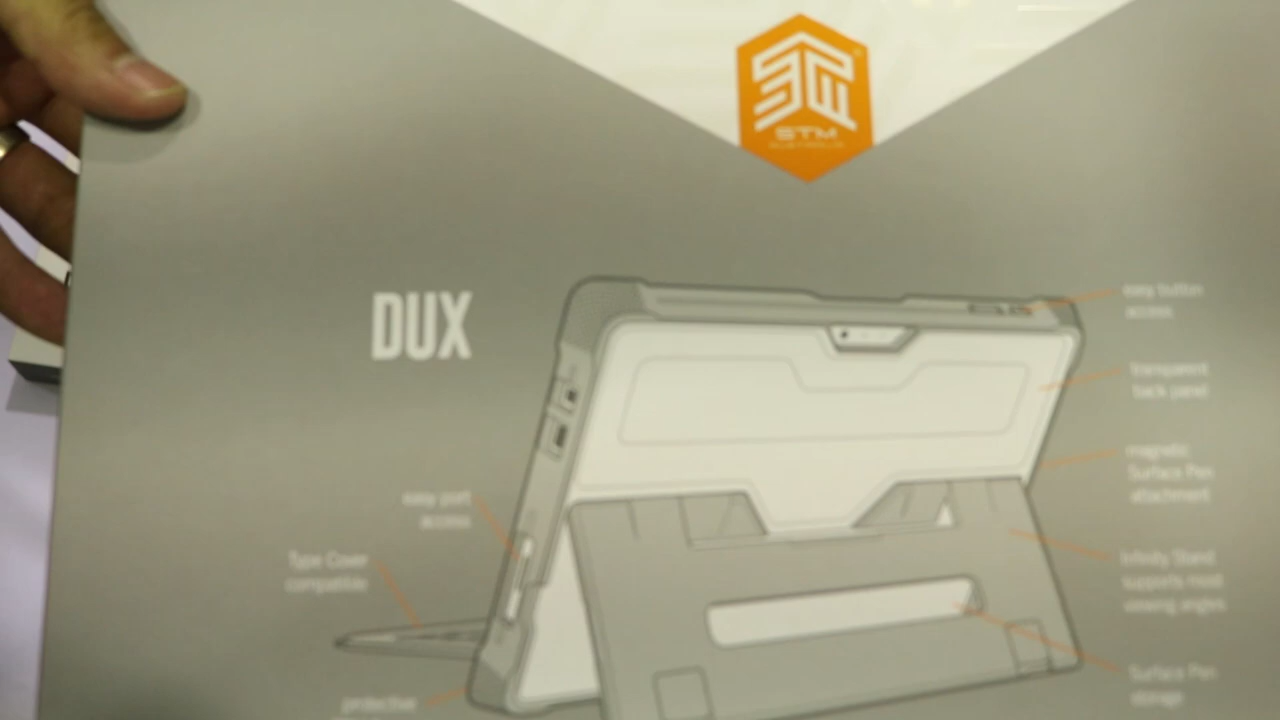 STM
AUSTRALIA
DUX
easy button
access
transparent
back panel
magnetic
Surface Pen
attachment
easy port
access
Infinity Stand
supports most
viewing angles
Type Cover
compatible
Surface Pen
storage
protective